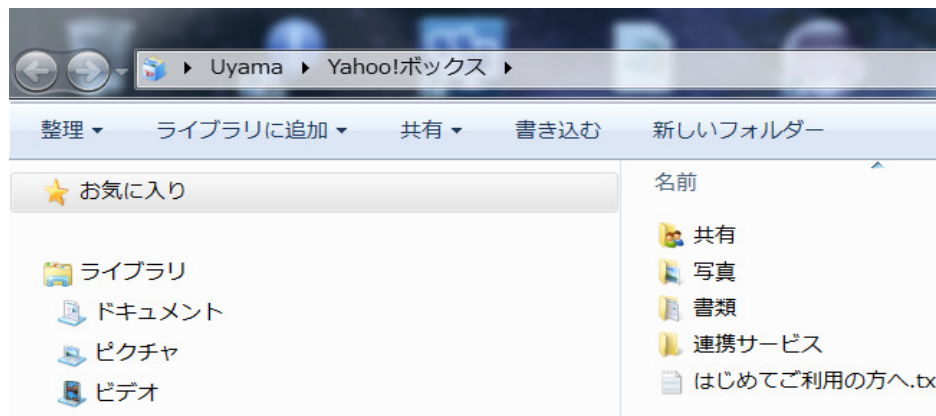 Uyama Yahoo!ボックス
整理 ライブラリに追加 共有 書き込む 新しいフォルダー
お気に入り
ライブラリ
ドキュメント
ピクチャ
ビデオ
名前
共有
写真
書類
連携サービス
はじめてご利用の方へ.tx